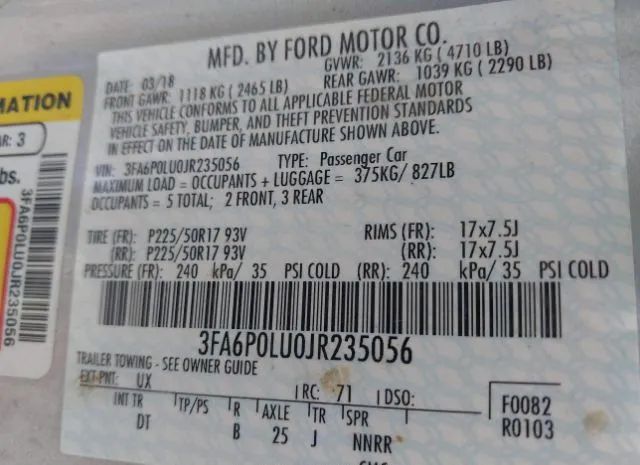 MFD. BY FORD MOTOR CO.
DATE: 03/18
GVWR: 2136 KG ( 4710 LB)
FRONT GAWR: 1118 KG ( 2465 LB)
REAR GAWR: 1039 KG ( 2290 LB)
THIS VEHICLE CONFORMS TO ALL APPLICABLE FEDERAL MOTOR
VEHICLE SAFETY, BUMPER, AND THEFT PREVENTION STANDARDS
IN EFFECT ON THE DATE OF MANUFACTURE SHOWN ABOVE.
VIN: 3FA6P0LU0JR235056 TYPE: Passenger Car
MAXIMUM LOAD = OCCUPANTS + LUGGAGE = 375KG/ 827LB
OCCUPANTS = 5 TOTAL; 2 FRONT, 3 REAR
TIRE (FR): P225/50R17 93V RIMS (FR): 17x7.5J
(RR): P225/50R17 93V (RR): 17x7.5J
PRESSURE (FR): 240 kPa/ 35 PSI COLD (RR): 240 kPa/ 35 PSI COLD
3FA6P0LU0JR235056
TRAILER TOWING - SEE OWNER GUIDE
EXT PNT: UX RC: 71 DSO:
INT TR TP/PS R AXLE TR SPR
DT B 25 J NNRR
F0082
R0103
MATION
AR: 3
bs.
3FA6P0LU0JR235056